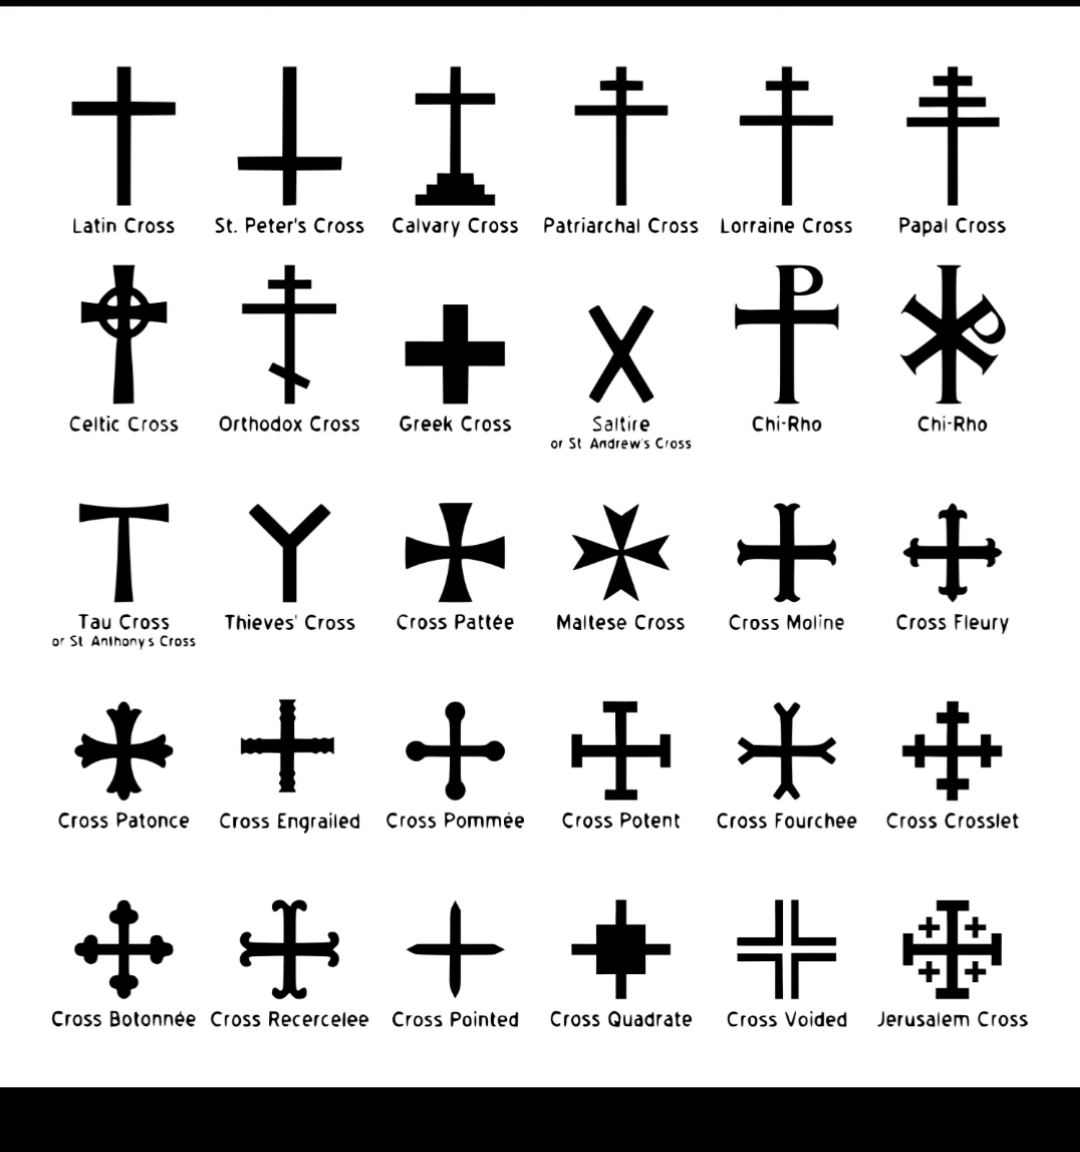 Latin Cross
St. Peter's Cross
Calvary Cross
Patriarchal Cross
Lorraine Cross
Papal Cross
Celtic Cross
Orthodox Cross
Greek Cross
Saltire
or St Andrew's Cross
Chi-Rho
Chi-Rho
Tau Cross
or St Anthony's Cross
Thieves' Cross
Cross Pattée
Maltese Cross
Cross Moline
Cross Fleury
Cross Patonce
Cross Engrailed
Cross Pommée
Cross Potent
Cross Fourchee
Cross Crosslet
Cross Botonnée
Cross Recercelee
Cross Pointed
Cross Quadrate
Cross Voided
Jerusalem Cross